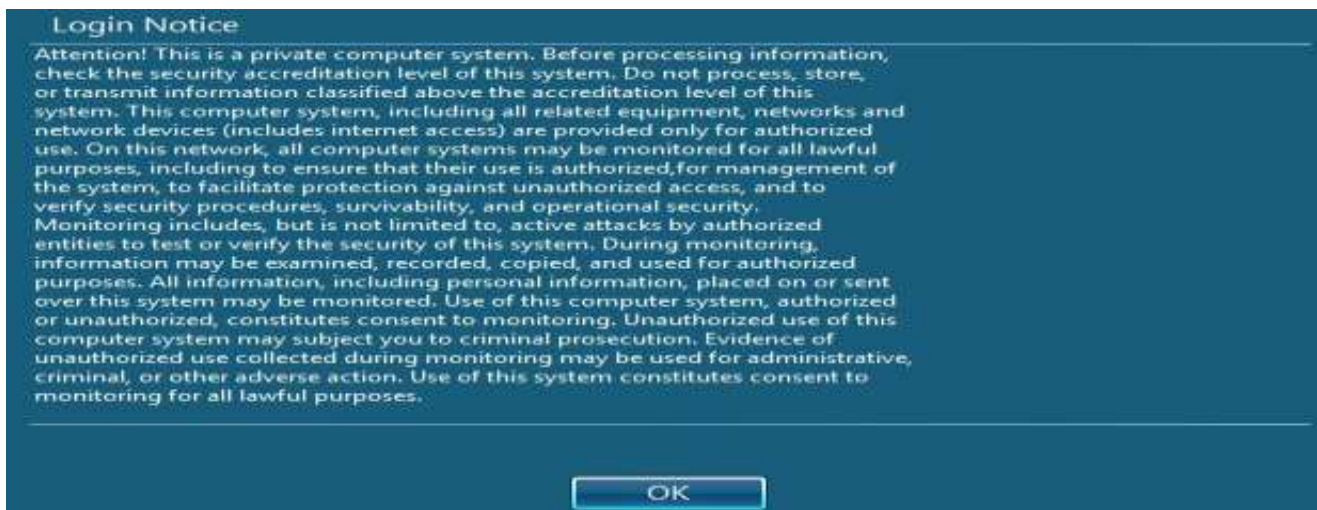 Login Notice
Attention! This is a private computer system. Before processing information,
check the security accreditation level of this system. Do not process, store,
or transmit information classified above the accreditation level of this
system. This computer system, including all related equipment, networks and
network devices (includes internet access) are provided only for authorized
use. On this network, all computer systems may be monitored for all lawful
purposes, including to ensure that their use is authorized,for management of
the system, to facilitate protection against unauthorized access, and to
verify security procedures, survivability, and operational security.
Monitoring includes, but is not limited to, active attacks by authorized
entities to test or verify the security of this system. During monitoring,
information may be examined, recorded, copied, and used for authorized
purposes. All information, including personal information, placed on or sent
over this system may be monitored. Use of this computer system, authorized
or unauthorized, constitutes consent to monitoring. Unauthorized use of this
computer system may subject you to criminal prosecution. Evidence of
unauthorized use collected during monitoring may be used for administrative,
criminal, or other adverse action. Use of this system constitutes consent to
monitoring for all lawful purposes.
OK